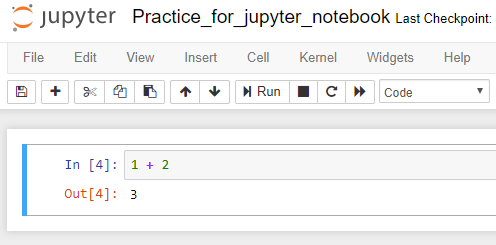 jupyter Practice_for_jupyter_notebook Last Checkpoint:
File Edit View Insert Cell Kernel Widgets Help
Run Code
In [4]: 1 + 2
Out[4]: 3